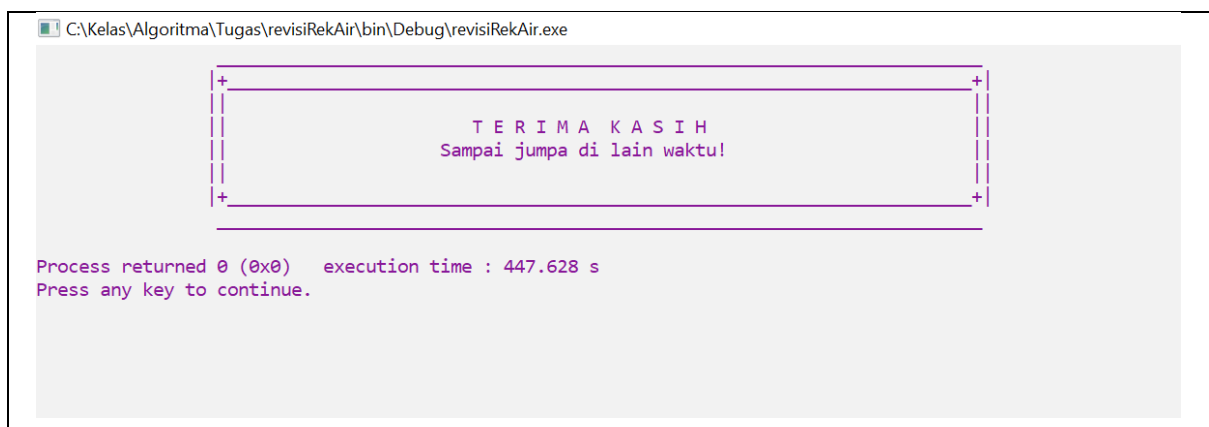 C:\Kelas\Algoritma\Tugas\revisiRekAir\bin\Debug\revisiRekAir.exe
T E R I M A  K A S I H
Sampai jumpa di lain waktu!
Process returned 0 (0x0)   execution time : 447.628 s
Press any key to continue.